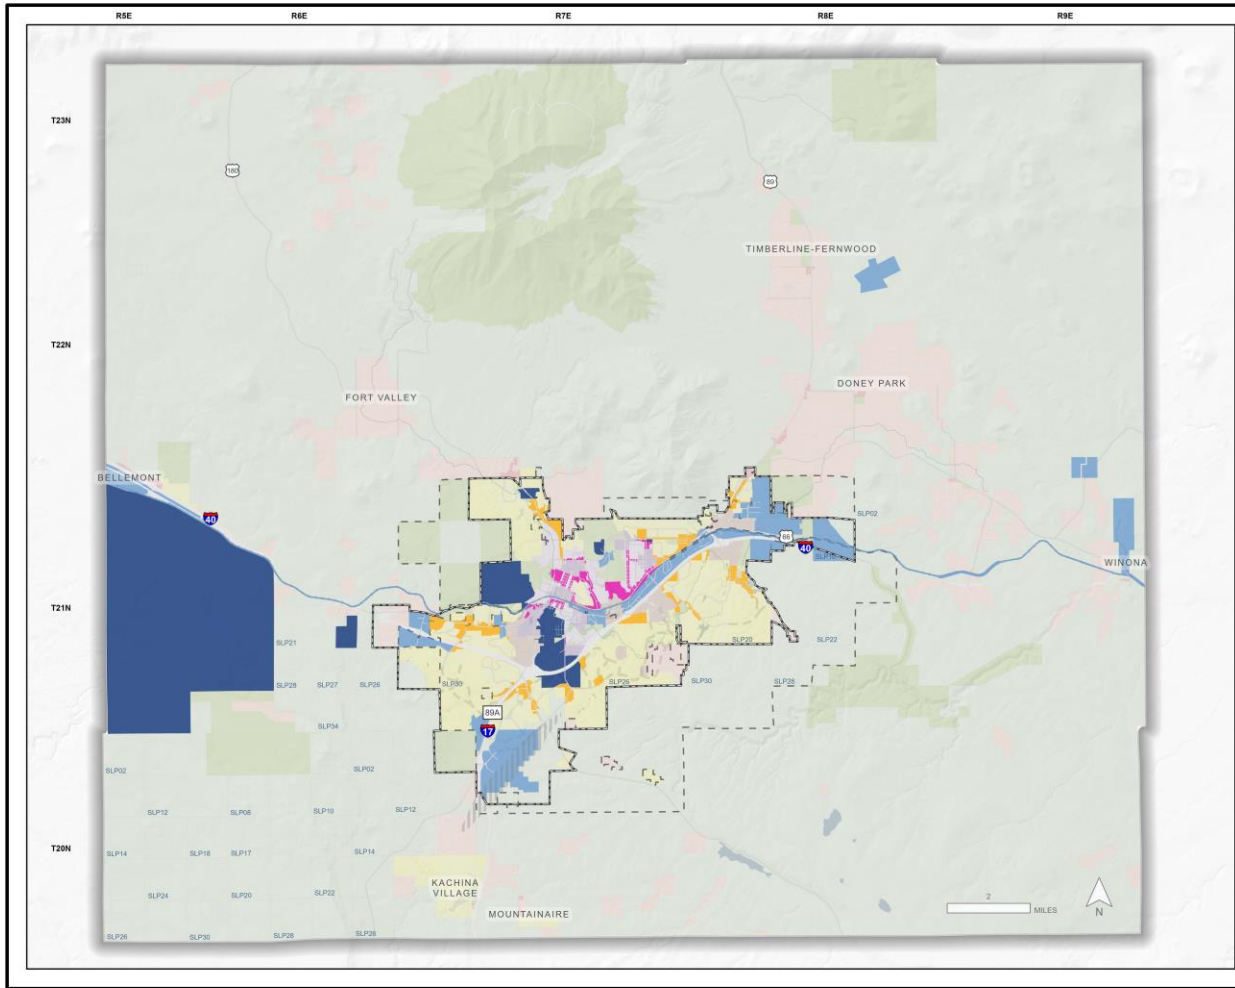 R5E
R6E
R7E
R8E
R9E
T23N
180
89
TIMBERLINE-FERNWOOD
T22N
DONEY PARK
FORT VALLEY
BELLEMONT
40
SLP02
66
40
WINONA
T21N
SLP21
SLP20
SLP22
SLP28
SLP27
SLP26
SLP30
SLP26
SLP30
SLP28
89A
17
SLP34
SLP02
SLP02
SLP12
SLP08
SLP10
SLP12
T20N
SLP14
SLP18
SLP17
SLP14
KACHINA
VILLAGE
SLP24
SLP20
SLP22
2
MILES
N
MOUNTAINAIRE
SLP26
SLP30
SLP28
SLP26